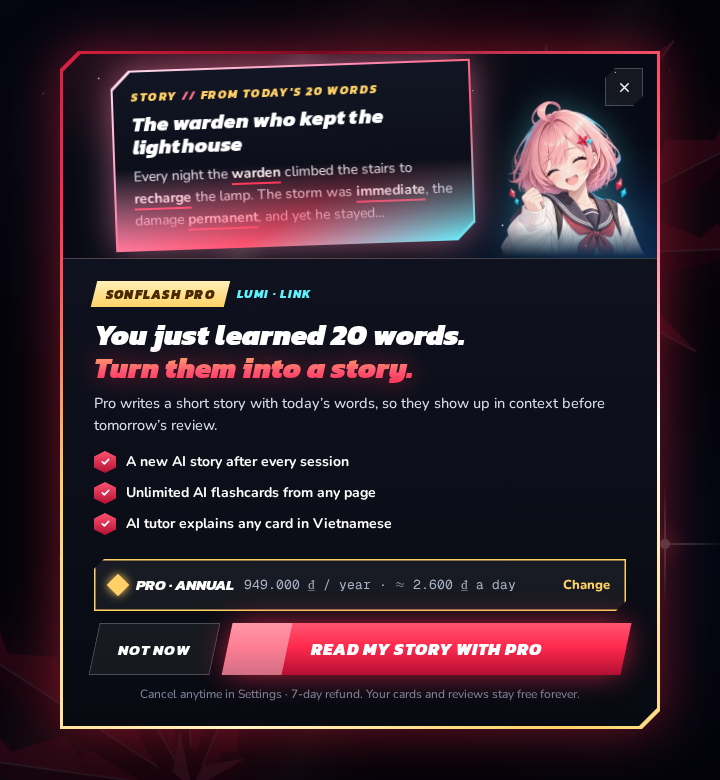 STORY // FROM TODAY'S 20 WORDS
The warden who kept the
lighthouse
Every night the warden climbed the stairs to
recharge the lamp. The storm was immediate, the
damage permanent, and yet he stayed...
×
SONFLASH PRO
LUMI · LINK
You just learned 20 words.
Turn them into a story.
Pro writes a short story with today's words, so they show up in context before
tomorrow's review.
A new AI story after every session
Unlimited AI flashcards from any page
AI tutor explains any card in Vietnamese
PRO · ANNUAL 949.000 ₫ / year · ≈ 2.600 ₫ a day Change
NOT NOW
READ MY STORY WITH PRO
Cancel anytime in Settings · 7-day refund. Your cards and reviews stay free forever.